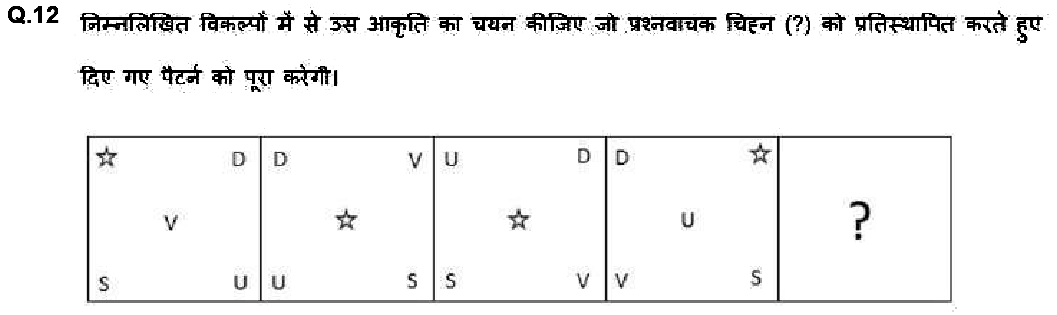 Q.12 निम्नलिखित विकल्पों में से उस आकृति का चयन कीजिए जो प्रश्नवाचक चिह्न (?) को प्रतिस्थापित करते हुए
दिए गए पैटर्न को पूरा करेगी।
☆ D D V U D D ☆
V ☆ ☆ U ?
S U U S S V V S